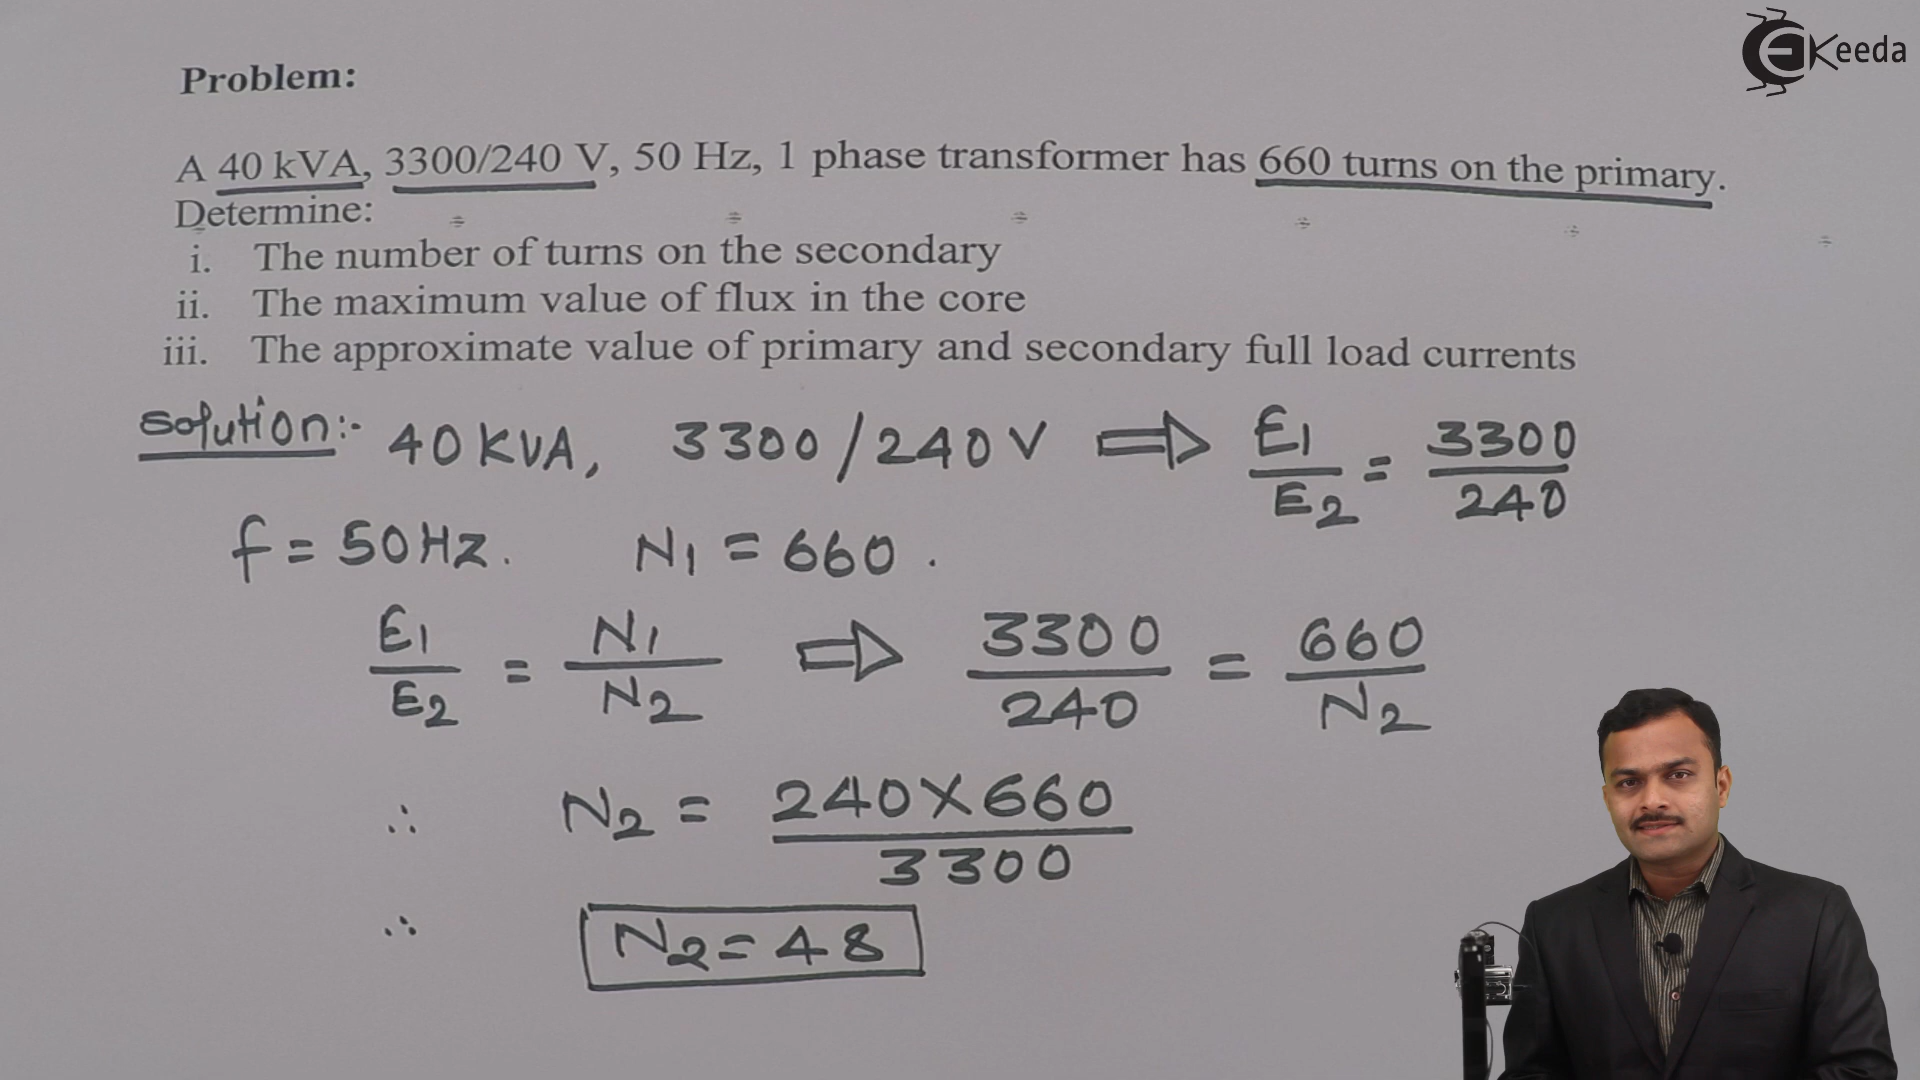 Keeda
Problem:
A 40 kVA, 3300/240 V, 50 Hz, 1 phase transformer has 660 turns on the primary.
Determine:
i. The number of turns on the secondary
ii. The maximum value of flux in the core
iii. The approximate value of primary and secondary full load currents
Solution:- 40 KVA, 3300/240 V ⇒ E1/E2 = 3300/240
f = 50 Hz. N1 = 660.
E1/E2 = N1/N2 ⇒ 3300/240 = 660/N2
∴ N2 = 240 X 660 / 3300
∴ N2 = 48